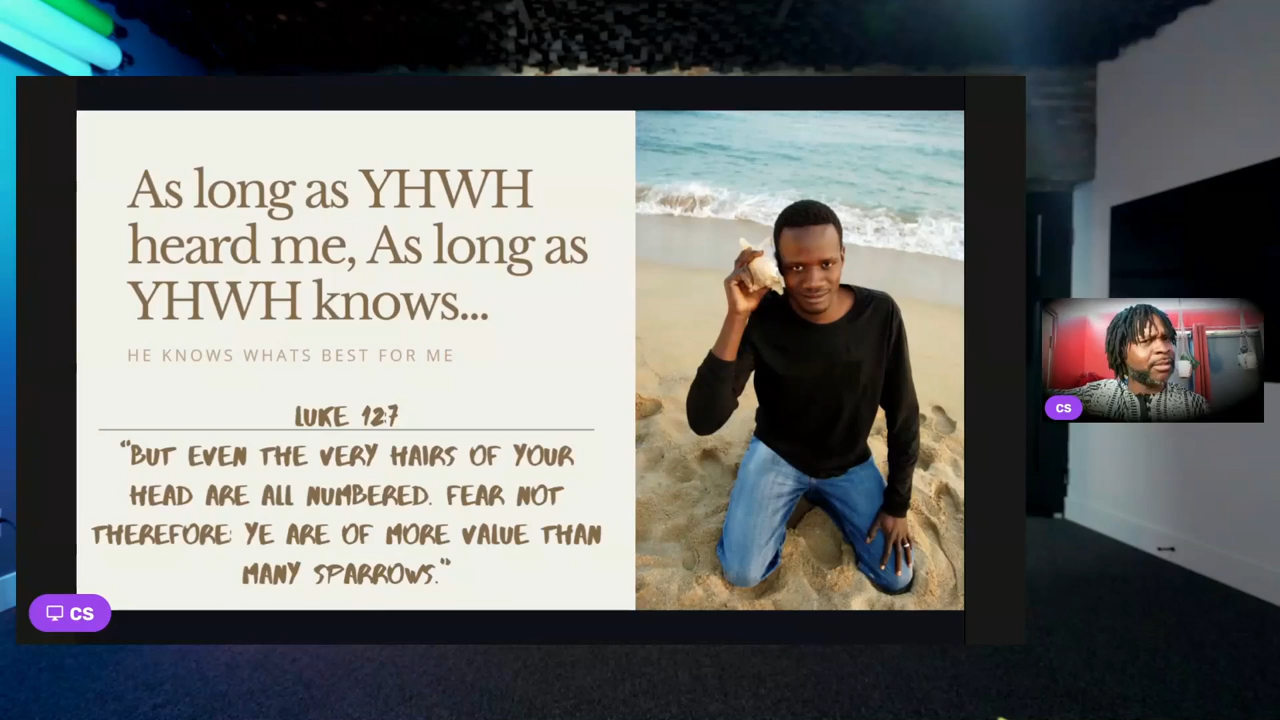 As long as YHWH
heard me, As long as
YHWH knows...
HE KNOWS WHATS BEST FOR ME
LUKE 12:7
"BUT EVEN THE VERY HAIRS OF YOUR
HEAD ARE ALL NUMBERED. FEAR NOT
THEREFORE: YE ARE OF MORE VALUE THAN
MANY SPARROWS."
CS
CS